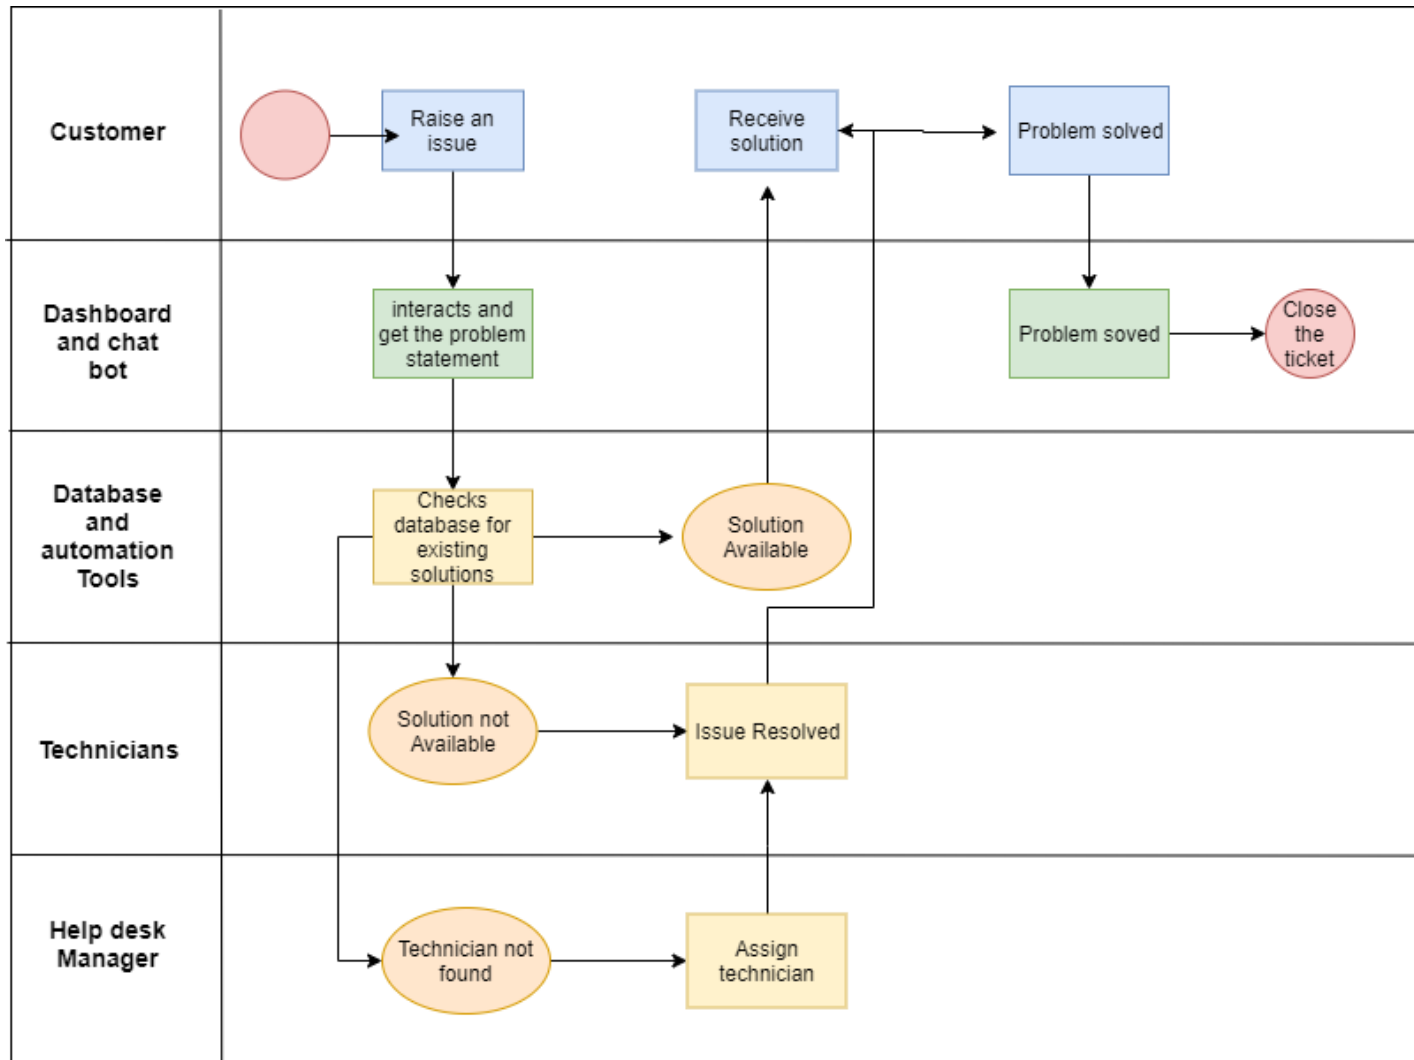 Customer
Raise an
issue
Receive
solution
Problem solved
Dashboard
and chat
bot
interacts and
get the problem
statement
Problem soved
Close
the
ticket
Database
and
automation
Tools
Checks
database for
existing
solutions
Solution
Available
Technicians
Solution not
Available
Issue Resolved
Help desk
Manager
Technician not
found
Assign
technician